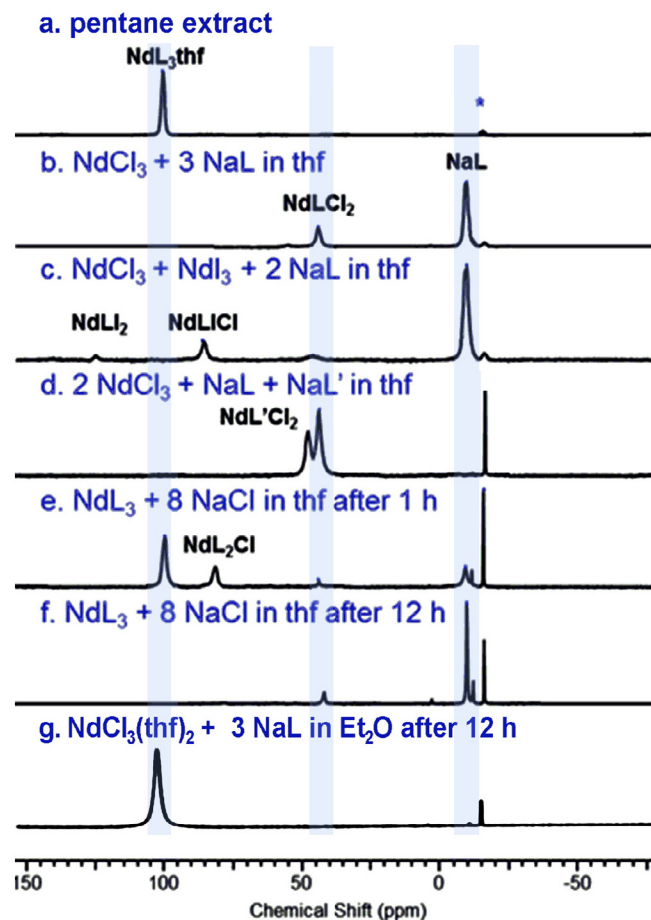 a. pentane extract
NdL₃thf
*
b. NdCl₃ + 3 NaL in thf
NaL
NdLCl₂
c. NdCl₃ + NdI₃ + 2 NaL in thf
NdLI₂
NdLICl
d. 2 NdCl₃ + NaL + NaL' in thf
NdL'Cl₂
e. NdL₃ + 8 NaCl in thf after 1 h
NdL₂Cl
f. NdL₃ + 8 NaCl in thf after 12 h
g. NdCl₃(thf)₂ + 3 NaL in Et₂O after 12 h
150 100 50 0 -50
Chemical Shift (ppm)